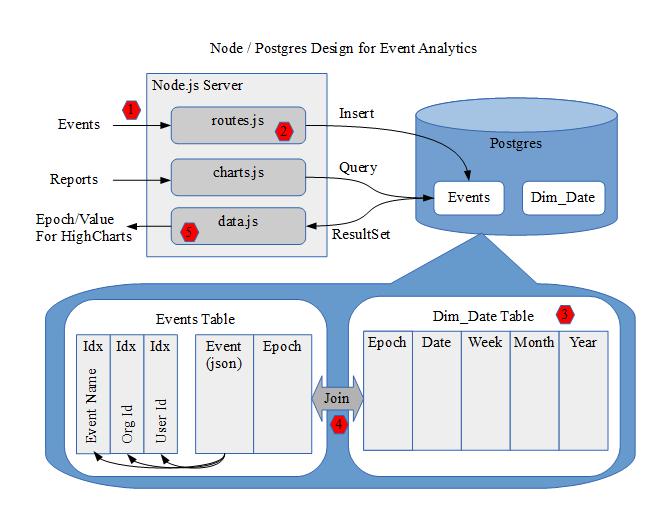 Node / Postgres Design for Event Analytics
Node.js Server
1
Events
routes.js
2
Insert
Postgres
Reports
charts.js
Query
Events
Dim_Date
Epoch/Value
For HighCharts
data.js
5
ResultSet
Events Table
Dim_Date Table
3
Idx
Idx
Idx
Event
(json)
Epoch
Event Name
Org Id
User Id
Join
4
Epoch
Date
Week
Month
Year